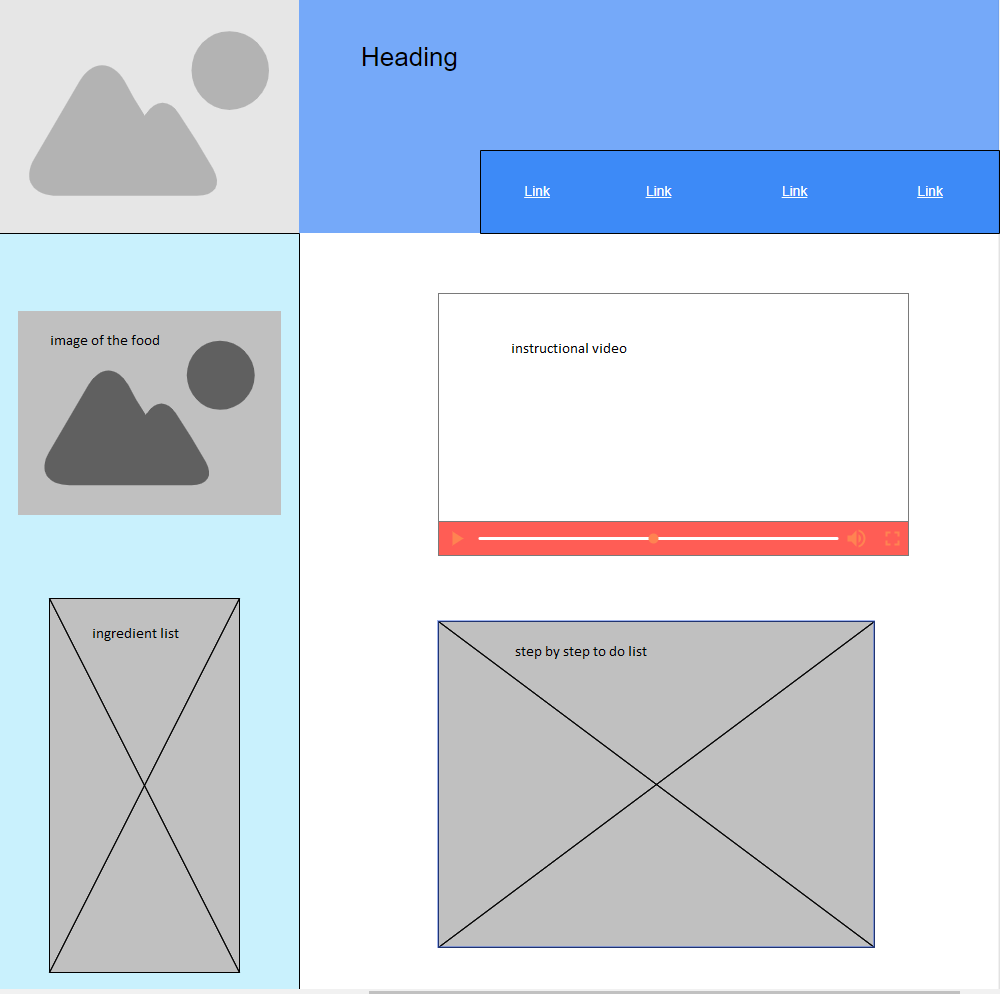 Heading
Link Link Link Link
image of the food
instructional video
ingredient list
step by step to do list